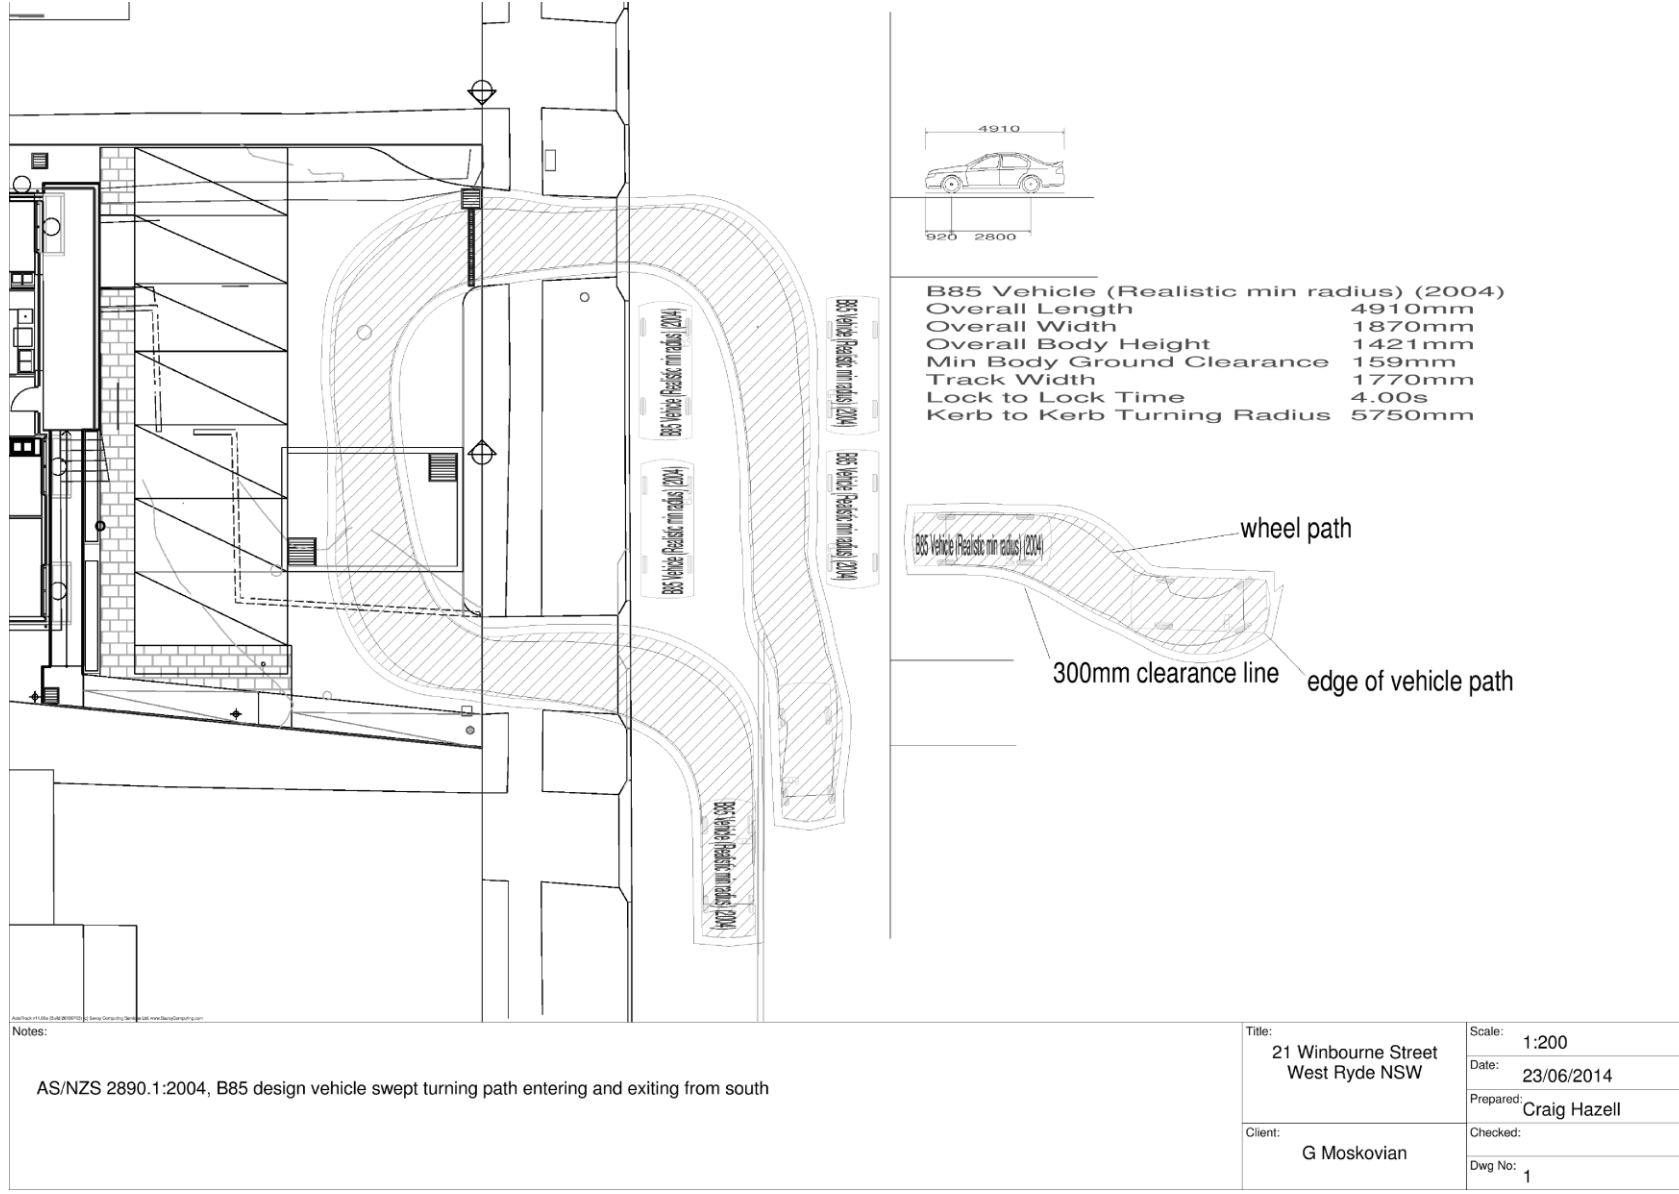 4910
920 2800
B85 Vehicle (Realistic min radius) (2004)
Overall Length 4910mm
Overall Width 1870mm
Overall Body Height 1421mm
Min Body Ground Clearance 159mm
Track Width 1770mm
Lock to Lock Time 4.00s
Kerb to Kerb Turning Radius 5750mm
B85 Vehicle (Realistic min radius) (2004)
B85 Vehicle (Realistic min radius) (2004)
B85 Vehicle (Realistic min radius) (2004)
B85 Vehicle (Realistic min radius) (2004)
B85 Vehicle (Realistic min radius) (2004)
wheel path
300mm clearance line
edge of vehicle path
B85 Vehicle (Realistic min radius) (2004)
Notes:
AS/NZS 2890.1:2004, B85 design vehicle swept turning path entering and exiting from south
Title:
21 Winbourne Street
West Ryde NSW
Client:
G Moskovian
Scale: 1:200
Date: 23/06/2014
Prepared: Craig Hazell
Checked:
Dwg No: 1